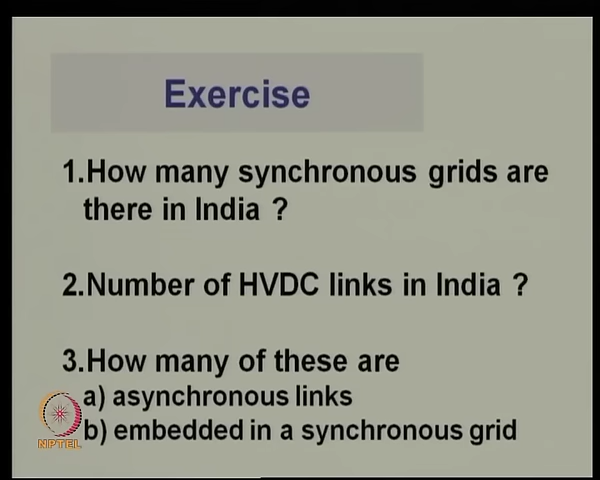 Exercise
1.How many synchronous grids are
there in India ?
2.Number of HVDC links in India ?
3.How many of these are
a) asynchronous links
b) embedded in a synchronous grid
NPTEL